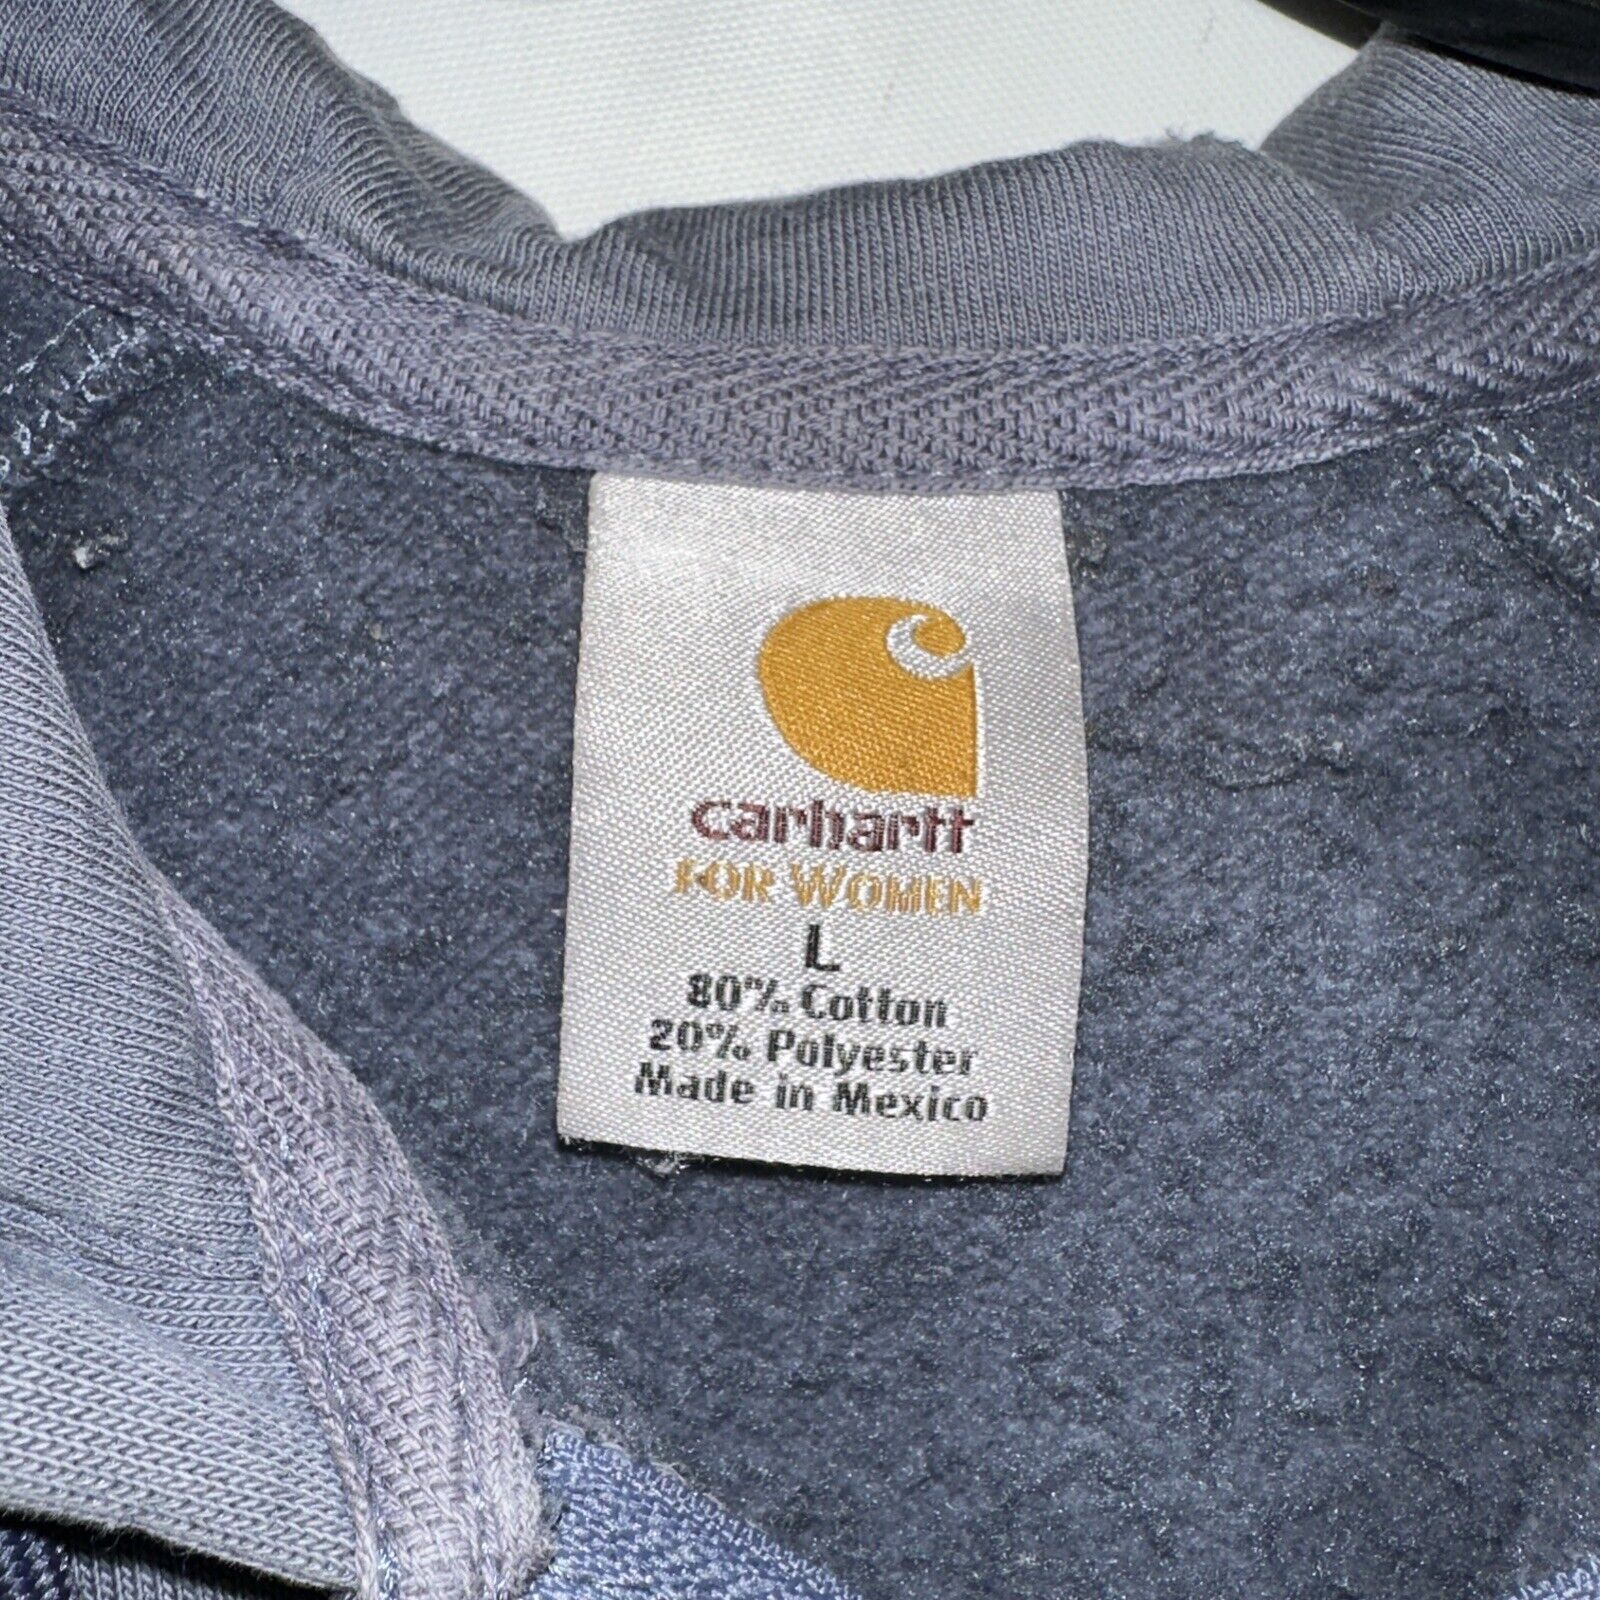 carhartt
FOR WOMEN
L
80% Cotton
20% Polyester
Made in Mexico